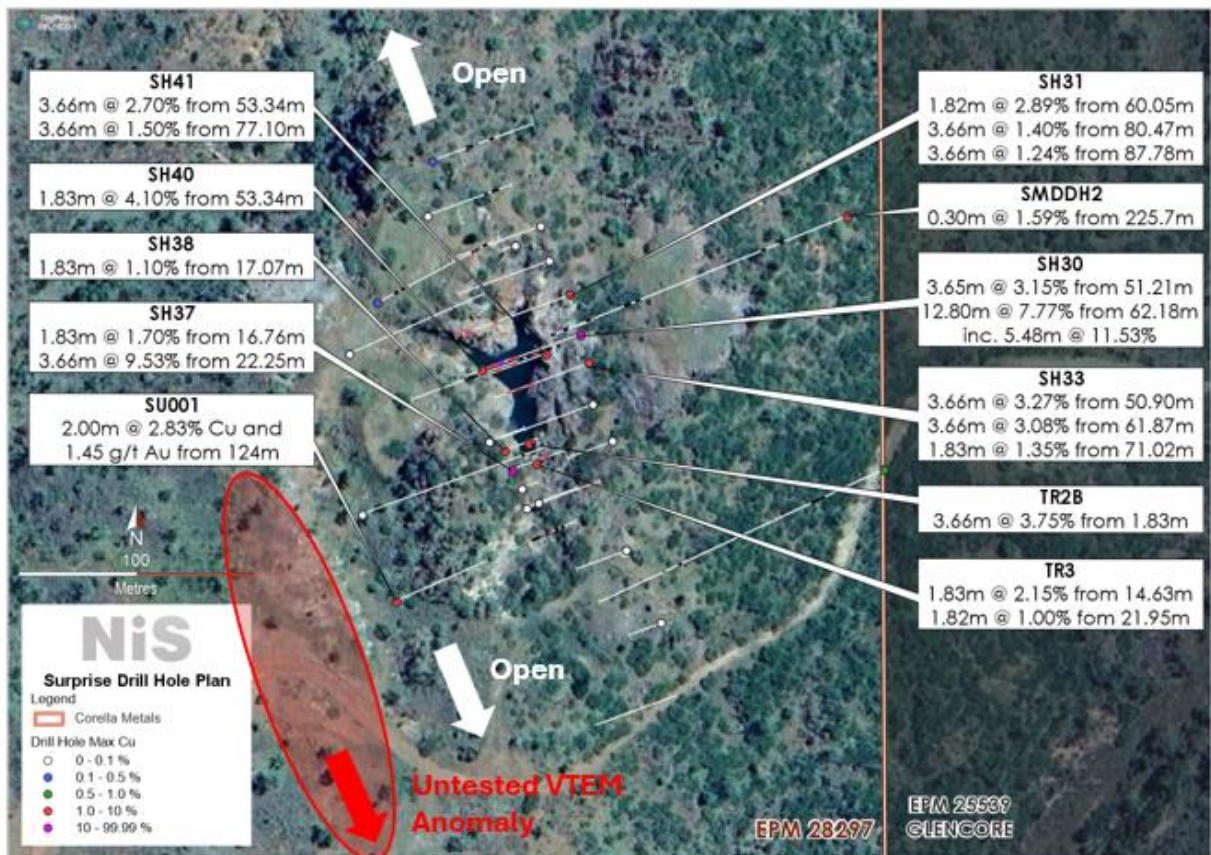 Open
SH41
3.66m @ 2.70% from 53.34m
3.66m @ 1.50% from 77.10m
SH40
1.83m @ 4.10% from 53.34m
SH38
1.83m @ 1.10% from 17.07m
SH37
1.83m @ 1.70% from 16.76m
3.66m @ 9.53% from 22.25m
SU001
2.00m @ 2.83% Cu and
1.45 g/t Au from 124m
SH31
1.82m @ 2.89% from 60.05m
3.66m @ 1.40% from 80.47m
3.66m @ 1.24% from 87.78m
SMDDH2
0.30m @ 1.59% from 225.7m
SH30
3.65m @ 3.15% from 51.21m
12.80m @ 7.77% from 62.18m
inc. 5.48m @ 11.53%
SH33
3.66m @ 3.27% from 50.90m
3.66m @ 3.08% from 61.87m
1.83m @ 1.35% from 71.02m
TR2B
3.66m @ 3.75% from 1.83m
TR3
1.83m @ 2.15% from 14.63m
1.82m @ 1.00% fom 21.95m
N
100
Metres
NiS
Surprise Drill Hole Plan
Legend
Corella Metals
Drill Hole Max Cu
0 - 0.1 %
0.1 - 0.5 %
0.5 - 1.0 %
1.0 - 10 %
10 - 99.99 %
Open
Untested VTEM
Anomaly
EPM 28297
EPM 25539
GLENCORE